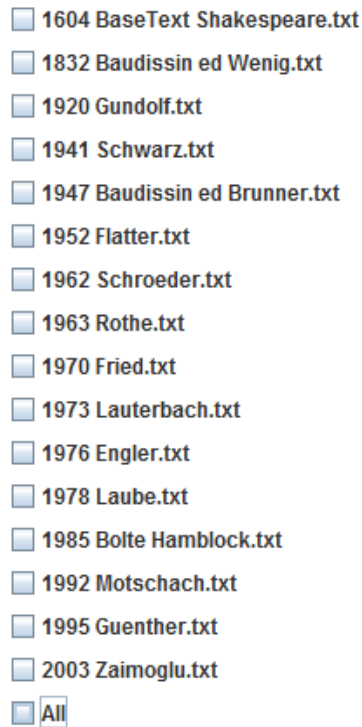 1604 BaseText Shakespeare.txt
1832 Baudissin ed Wenig.txt
1920 Gundolf.txt
1941 Schwarz.txt
1947 Baudissin ed Brunner.txt
1952 Flatter.txt
1962 Schroeder.txt
1963 Rothe.txt
1970 Fried.txt
1973 Lauterbach.txt
1976 Engler.txt
1978 Laube.txt
1985 Bolte Hamblock.txt
1992 Motschach.txt
1995 Guenther.txt
2003 Zaimoglu.txt
All